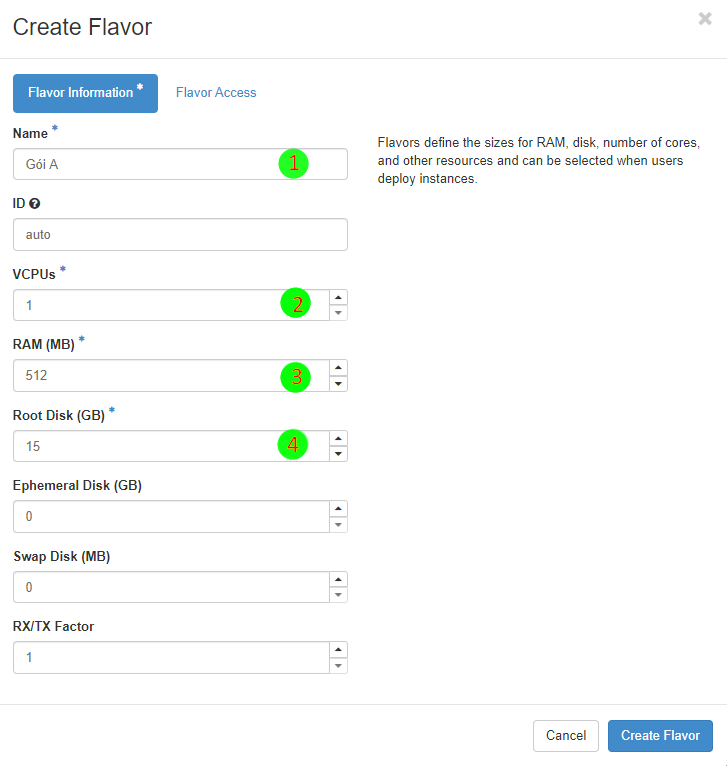 Create Flavor
×
Flavor Information *
Flavor Access
Name *
Gói A
1
Flavors define the sizes for RAM, disk, number of cores,
and other resources and can be selected when users
deploy instances.
ID ?
auto
VCPUs *
1
2
RAM (MB) *
512
3
Root Disk (GB) *
15
4
Ephemeral Disk (GB)
0
Swap Disk (MB)
0
RX/TX Factor
1
Cancel
Create Flavor